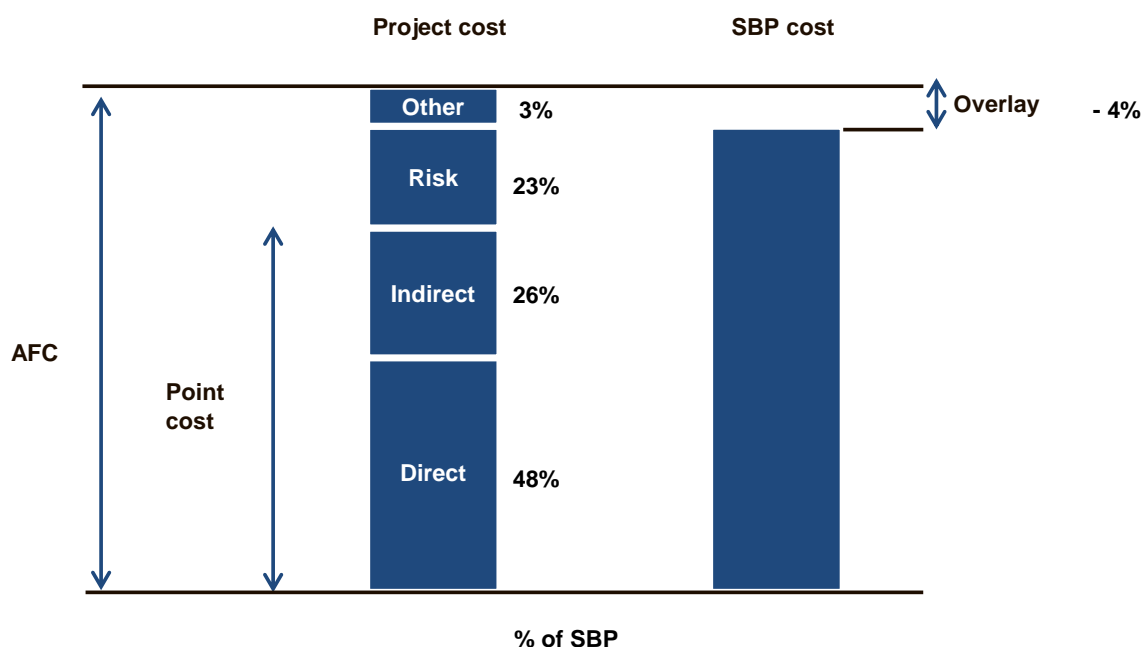 Project cost
SBP cost
Other
3%
Overlay
- 4%
Risk
23%
Indirect
26%
AFC
Point
cost
Direct
48%
% of SBP